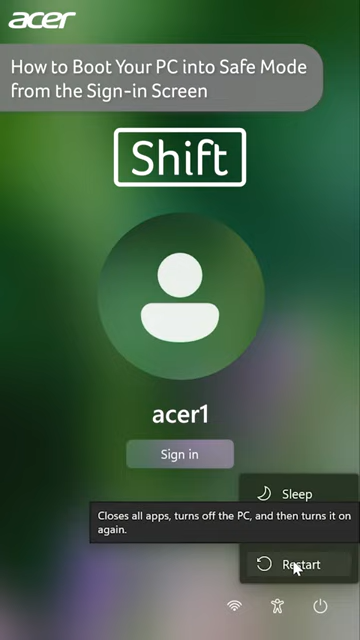 acer
How to Boot Your PC into Safe Mode
from the Sign-in Screen
Shift
acer1
Sign in
Sleep
Closes all apps, turns off the PC, and then turns it on
again.
Restart